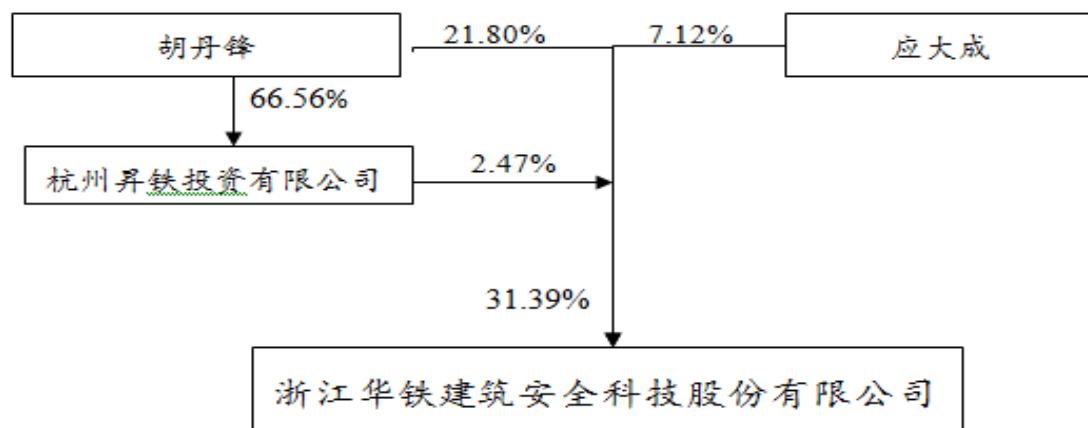 胡丹锋
21.80%
7.12%
应大成
66.56%
杭州昇铁投资有限公司
2.47%
31.39%
浙江华铁建筑安全科技股份有限公司